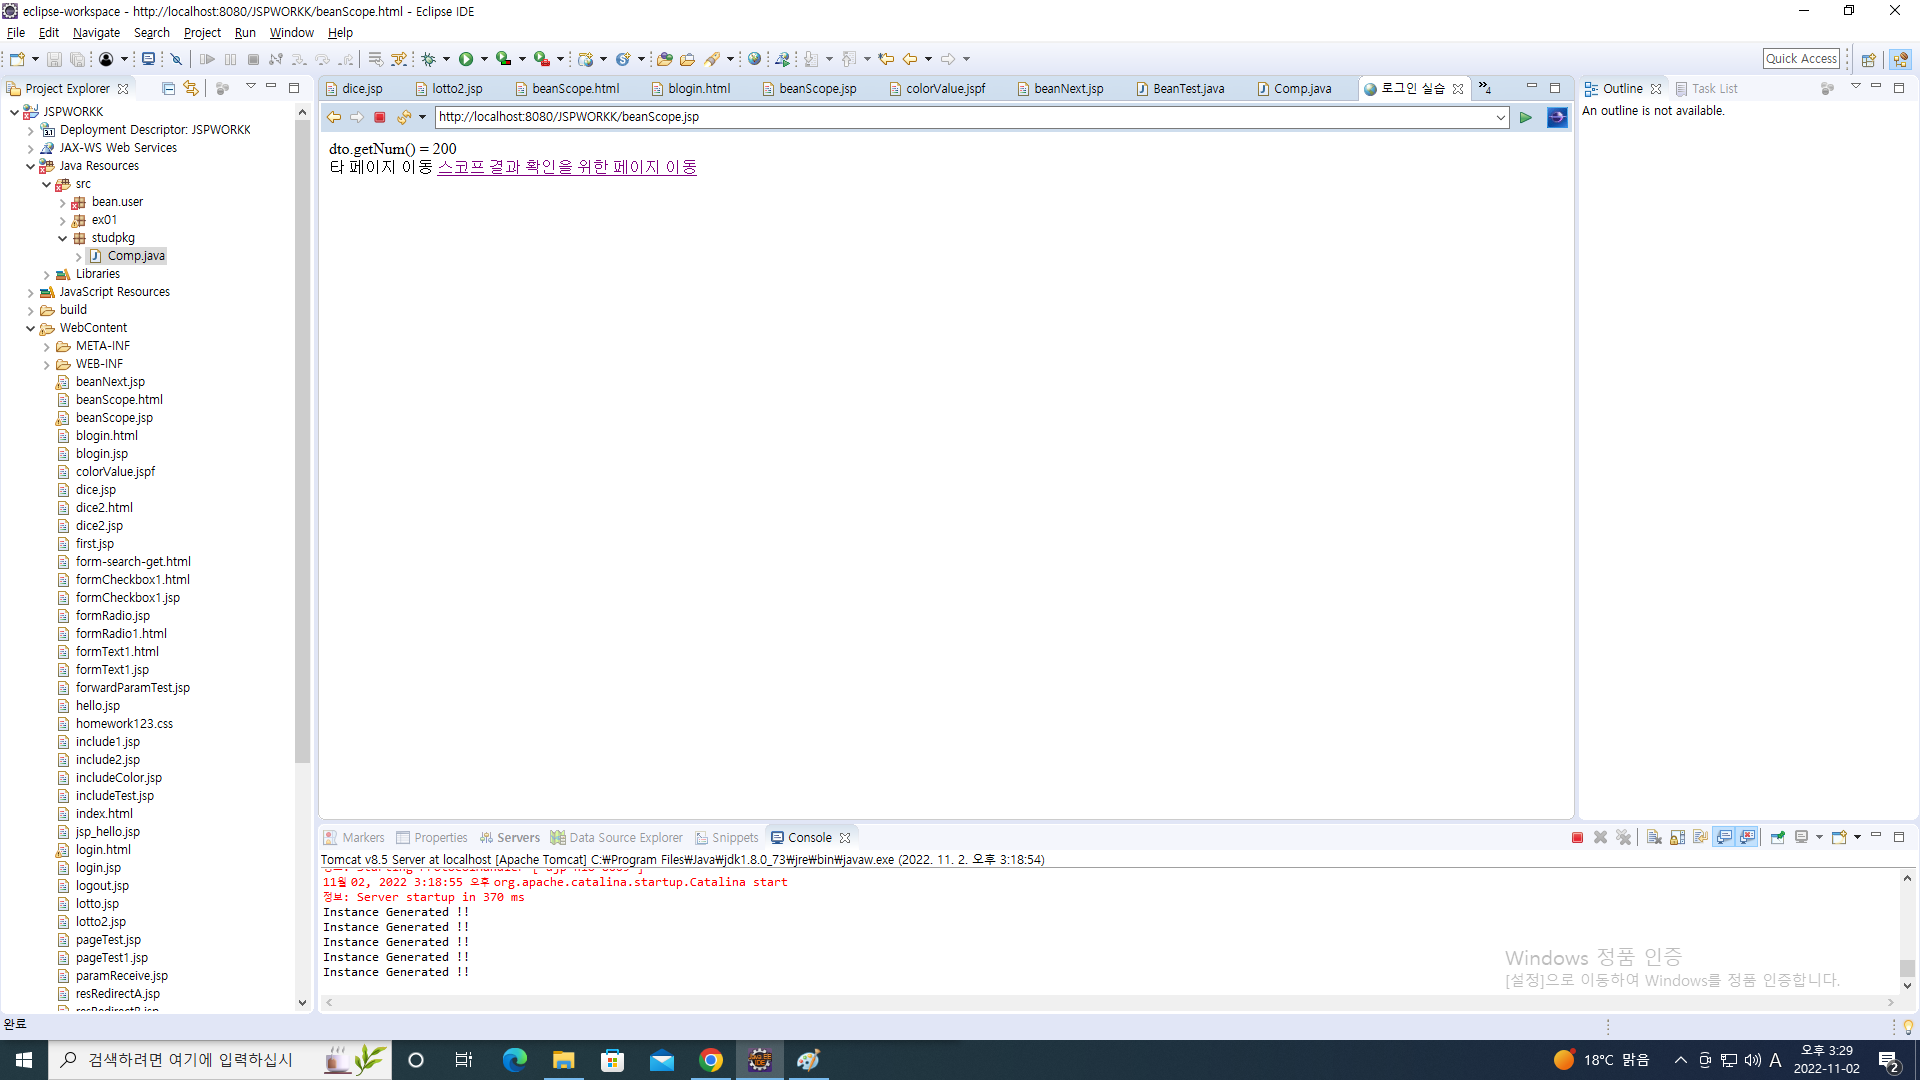 eclipse-workspace - http://localhost:8080/JSPWORKK/beanScope.html - Eclipse IDE
File Edit Navigate Search Project Run Window Help
Quick Access
Project Explorer
dice.jsp lotto2.jsp beanScope.html blogin.html beanScope.jsp colorValue.jspf beanNext.jsp BeanTest.java Comp.java 로그인 실습 4
Outline Task List
An outline is not available.
http://localhost:8080/JSPWORKK/beanScope.jsp
dto.getNum() = 200
타 페이지 이동 스코프 결과 확인을 위한 페이지 이동
JSPWORKK
Deployment Descriptor: JSPWORKK
JAX-WS Web Services
Java Resources
src
bean.user
ex01
studpkg
Comp.java
Libraries
JavaScript Resources
build
WebContent
META-INF
WEB-INF
beanNext.jsp
beanScope.html
beanScope.jsp
blogin.html
blogin.jsp
colorValue.jspf
dice.jsp
dice2.html
dice2.jsp
first.jsp
form-search-get.html
formCheckbox1.html
formCheckbox1.jsp
formRadio.jsp
formRadio1.html
formText1.html
formText1.jsp
forwardParamTest.jsp
hello.jsp
homework123.css
include1.jsp
include2.jsp
includeColor.jsp
includeTest.jsp
index.html
jsp_hello.jsp
login.html
login.jsp
logout.jsp
lotto.jsp
lotto2.jsp
pageTest.jsp
pageTest1.jsp
paramReceive.jsp
resRedirectA.jsp
Markers Properties Servers Data Source Explorer Snippets Console
Tomcat v8.5 Server at localhost [Apache Tomcat] C:₩Program Files₩Java₩jdk1.8.0_73₩jre₩bin₩javaw.exe (2022. 11. 2. 오후 3:18:54)
11월 02, 2022 3:18:55 오후 org.apache.catalina.startup.Catalina start
정보: Server startup in 370 ms
Instance Generated !!
Instance Generated !!
Instance Generated !!
Instance Generated !!
Instance Generated !!
Windows 정품 인증
[설정]으로 이동하여 Windows를 정품 인증합니다.
완료
검색하려면 여기에 입력하십시
18°C 맑음
A
오후 3:29
2022-11-02
2